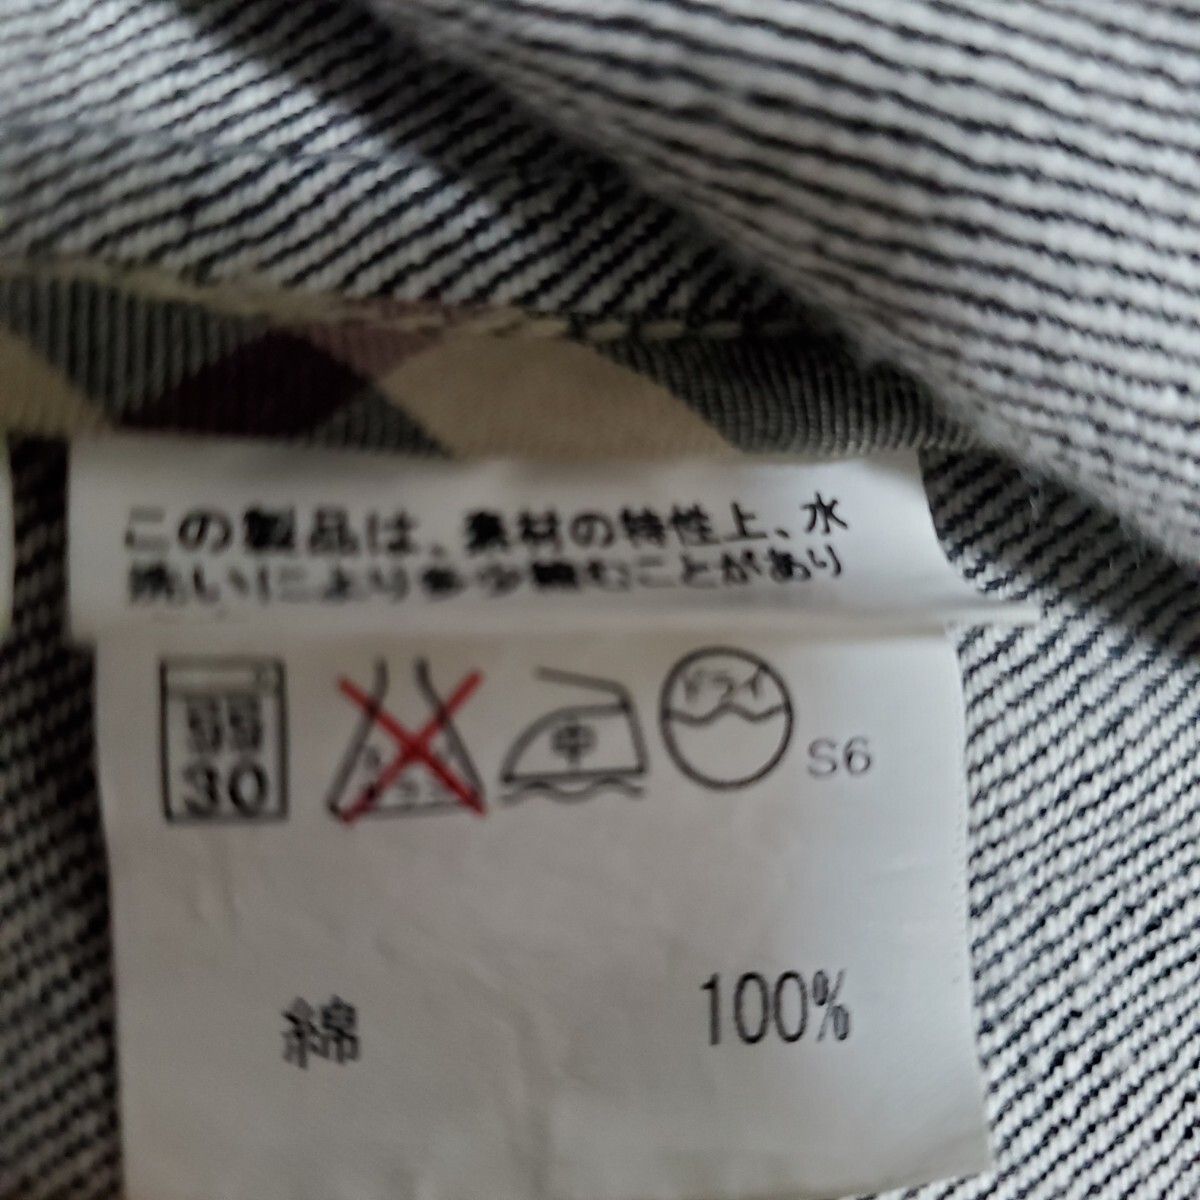 この製品は、素材の特性上、水
洗いにより多少縮むことがあり
30
中
ドライ
S6
綿 100%